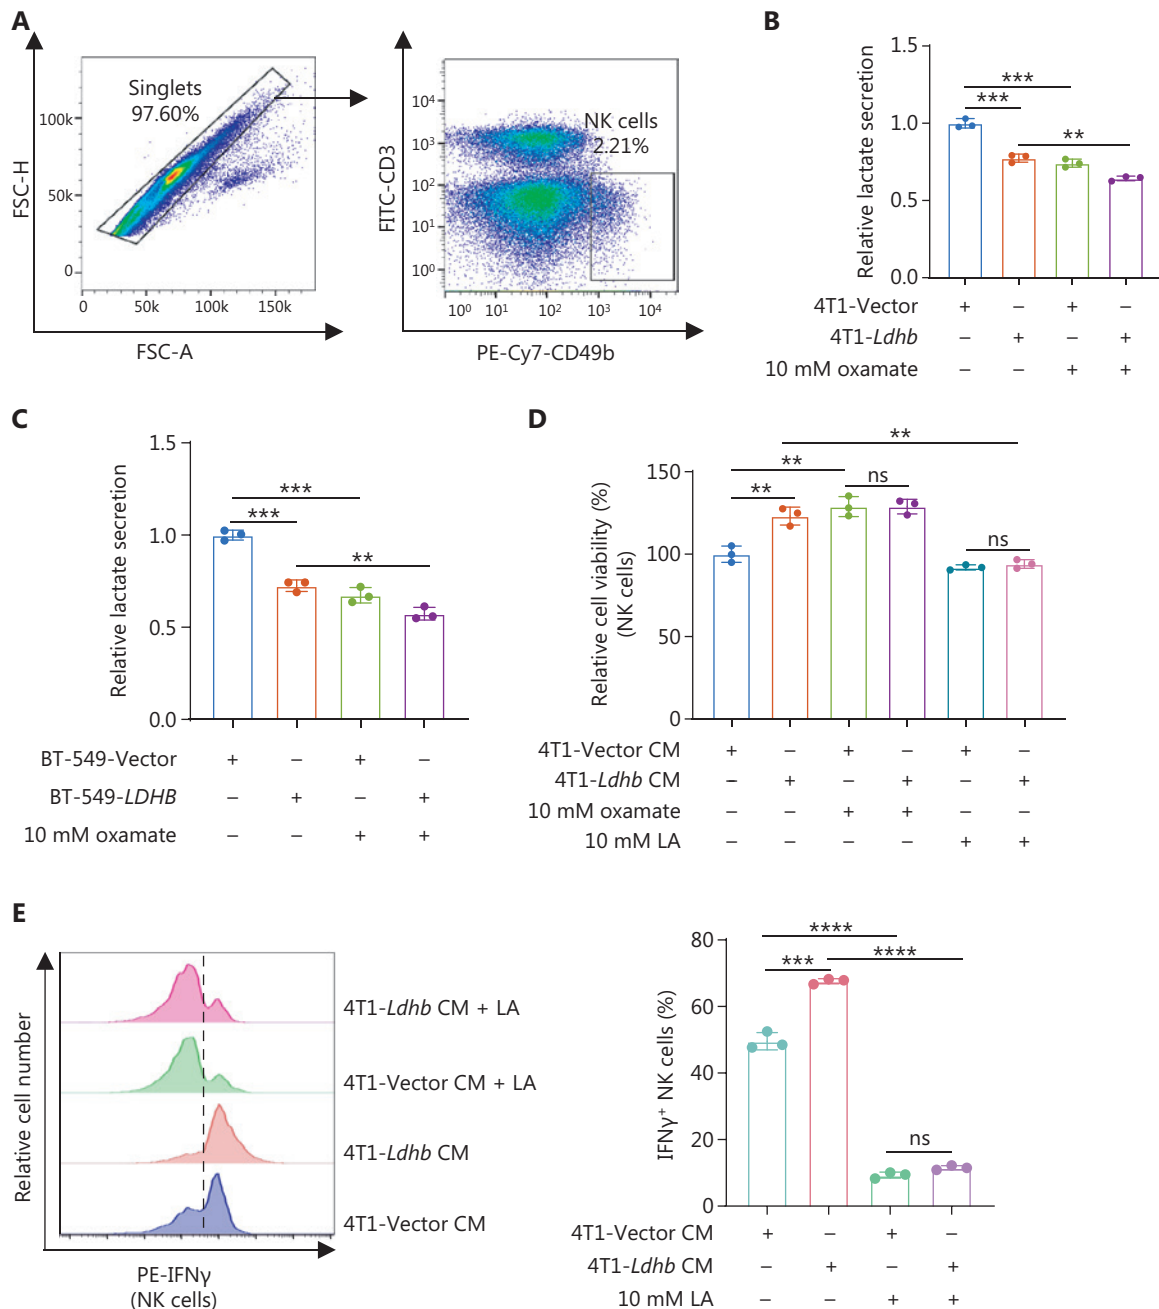 A
Singlets
97.60%
100k
50k
0
FSC-H
0 50k 100k 150k
FSC-A
NK cells
2.21%
10⁴
10³
10²
10¹
10⁰
FITC-CD3
10⁰ 10¹ 10² 10³ 10⁴
PE-Cy7-CD49b
B
Relative lactate secretion
1.5
1.0
0.5
0.0
***
***
**
4T1-Vector + – + –
4T1-Ldhb – + – +
10 mM oxamate – – + +
C
Relative lactate secretion
1.5
1.0
0.5
0.0
***
***
**
BT-549-Vector + – + –
BT-549-LDHB – + – +
10 mM oxamate – – + +
D
Relative cell viability (%)
(NK cells)
150
100
50
0
**
**
**
ns
ns
4T1-Vector CM + – + – + –
4T1-Ldhb CM – + – + – +
10 mM oxamate – – + + – –
10 mM LA – – – – + +
E
Relative cell number
4T1-Ldhb CM + LA
4T1-Vector CM + LA
4T1-Ldhb CM
4T1-Vector CM
PE-IFNγ
(NK cells)
IFNγ⁺ NK cells (%)
80
60
40
20
0
****
***
****
ns
4T1-Vector CM + – + –
4T1-Ldhb CM – + – +
10 mM LA – – + +